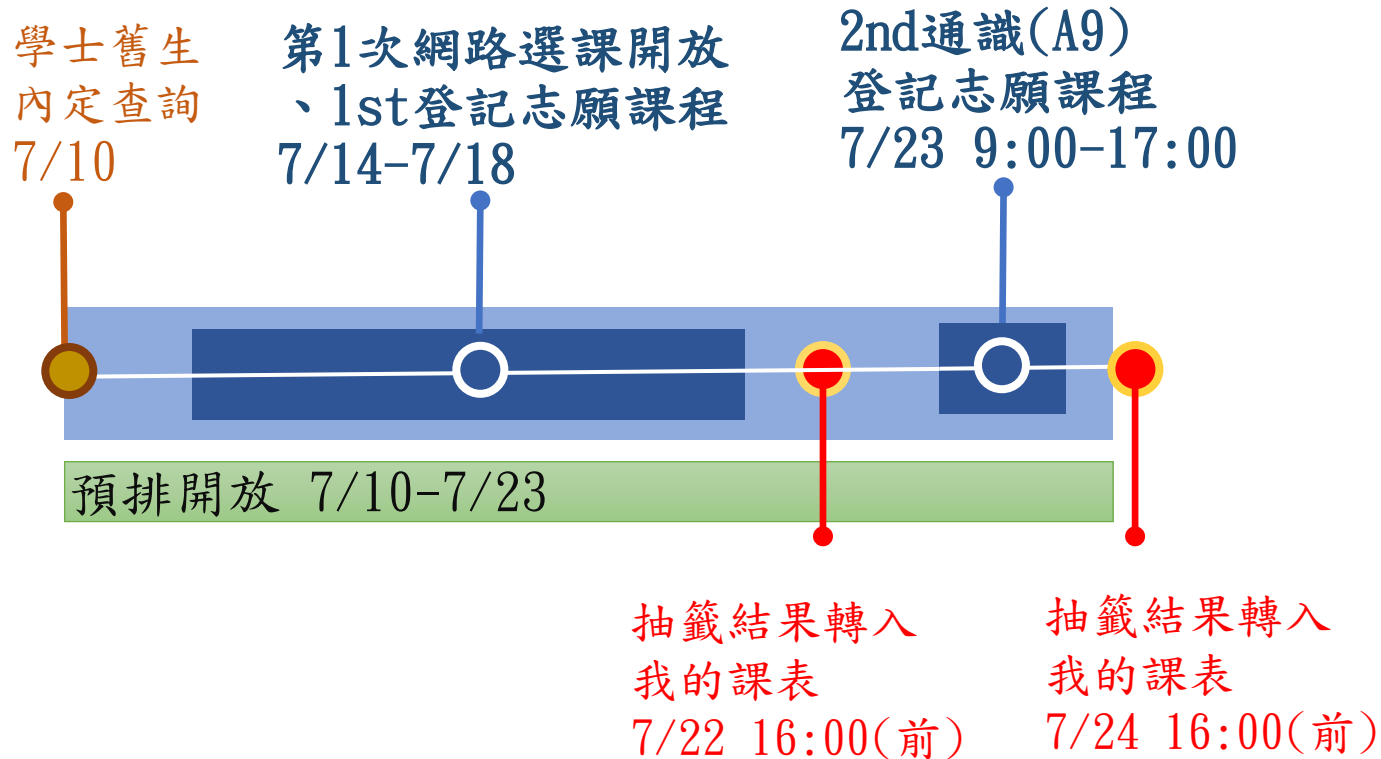 學士舊生
內定查詢
7/10
第1次網路選課開放
、1st登記志願課程
7/14-7/18
2nd通識(A9)
登記志願課程
7/23 9:00-17:00
預排開放 7/10-7/23
抽籤結果轉入
我的課表
7/22 16:00(前)
抽籤結果轉入
我的課表
7/24 16:00(前)